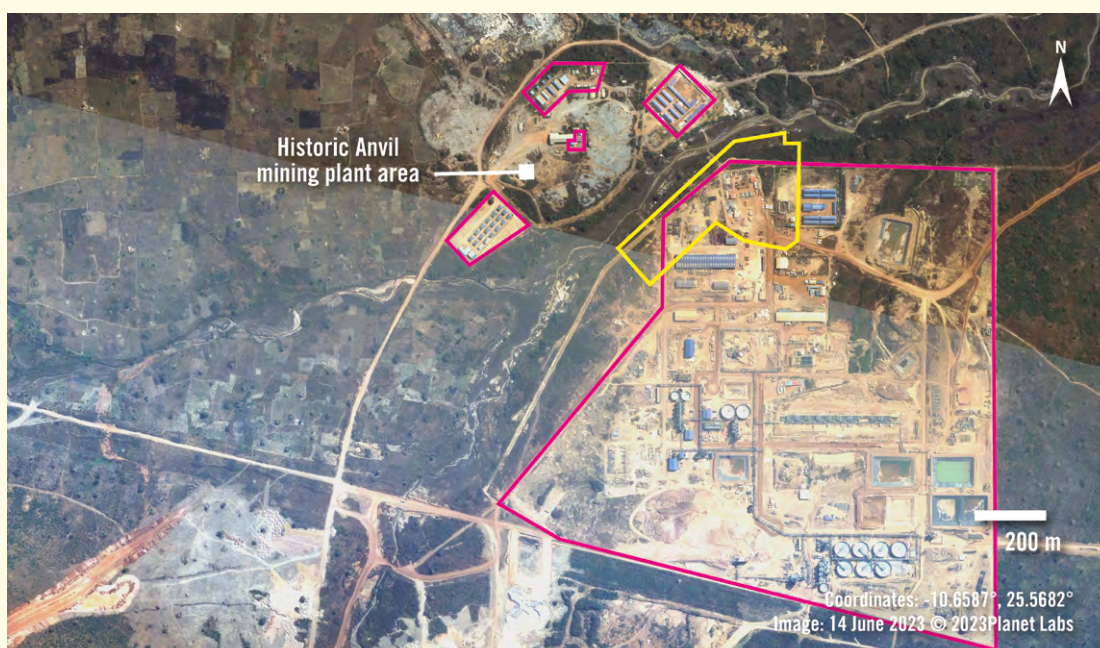 N
Historic Anvil
mining plant area
200 m
Coordinates: -10.6587°, 25.5682°
Image: 14 June 2023 © 2023Planet Labs